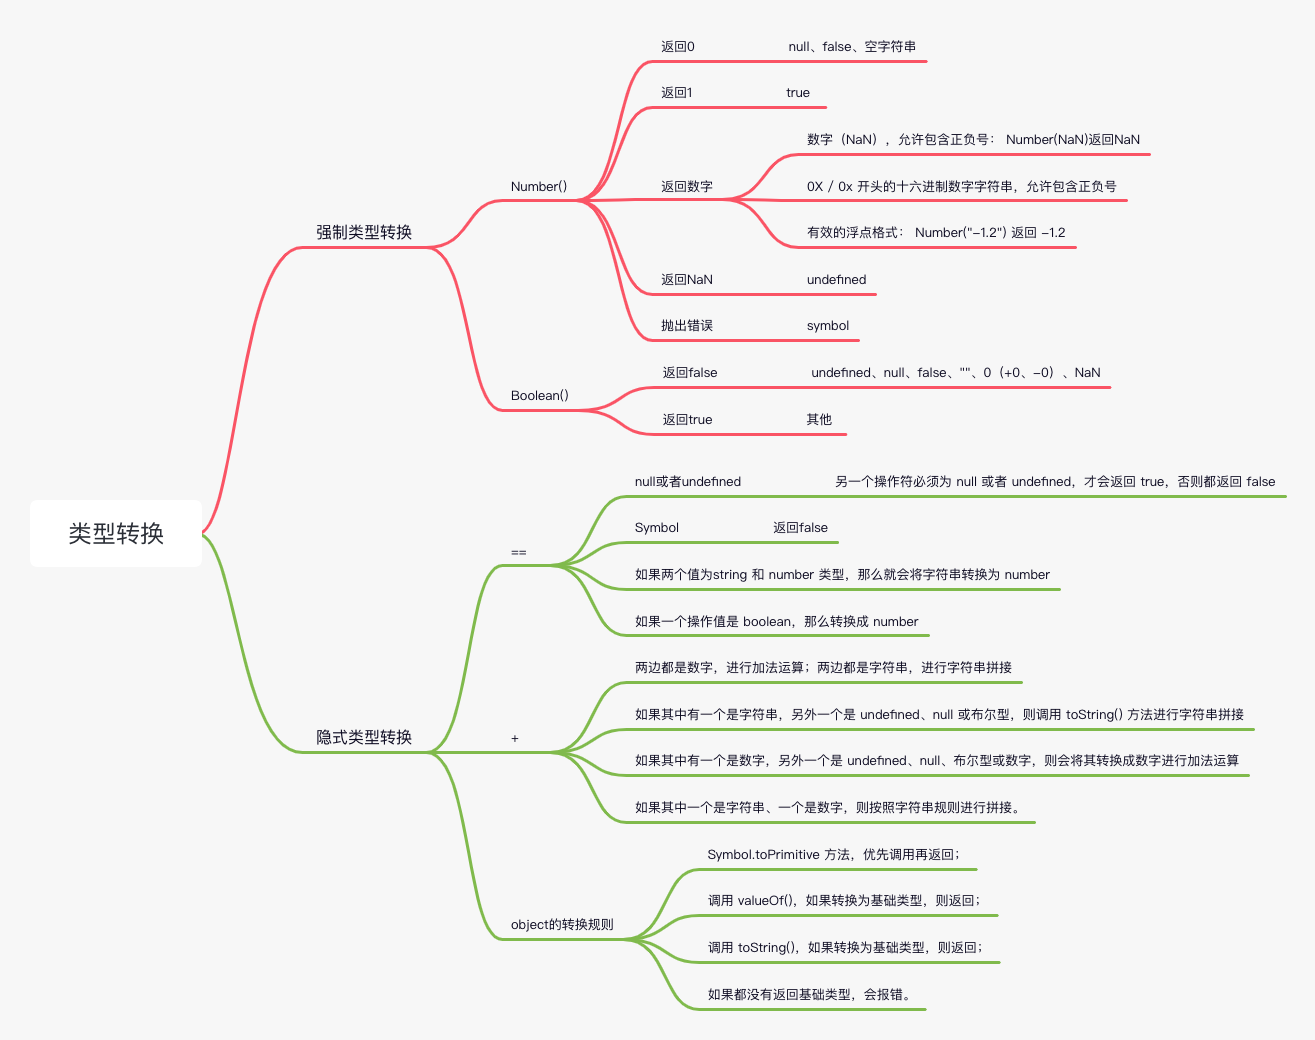 返回0 null、false、空字符串
返回1 true
数字（NaN），允许包含正负号： Number(NaN)返回NaN
Number() 返回数字 0X / 0x 开头的十六进制数字字符串，允许包含正负号
强制类型转换 有效的浮点格式： Number("-1.2") 返回 -1.2
返回NaN undefined
抛出错误 symbol
返回false undefined、null、false、""、0（+0、-0）、NaN
Boolean()
返回true 其他
null或者undefined 另一个操作符必须为 null 或者 undefined，才会返回 true，否则都返回 false
类型转换 Symbol 返回false
==
如果两个值为string 和 number 类型，那么就会将字符串转换为 number
如果一个操作值是 boolean，那么转换成 number
两边都是数字，进行加法运算；两边都是字符串，进行字符串拼接
如果其中有一个是字符串，另外一个是 undefined、null 或布尔型，则调用 toString() 方法进行字符串拼接
隐式类型转换 +
如果其中有一个是数字，另外一个是 undefined、null、布尔型或数字，则会将其转换成数字进行加法运算
如果其中一个是字符串、一个是数字，则按照字符串规则进行拼接。
Symbol.toPrimitive 方法，优先调用再返回；
调用 valueOf()，如果转换为基础类型，则返回；
object的转换规则
调用 toString()，如果转换为基础类型，则返回；
如果都没有返回基础类型，会报错。